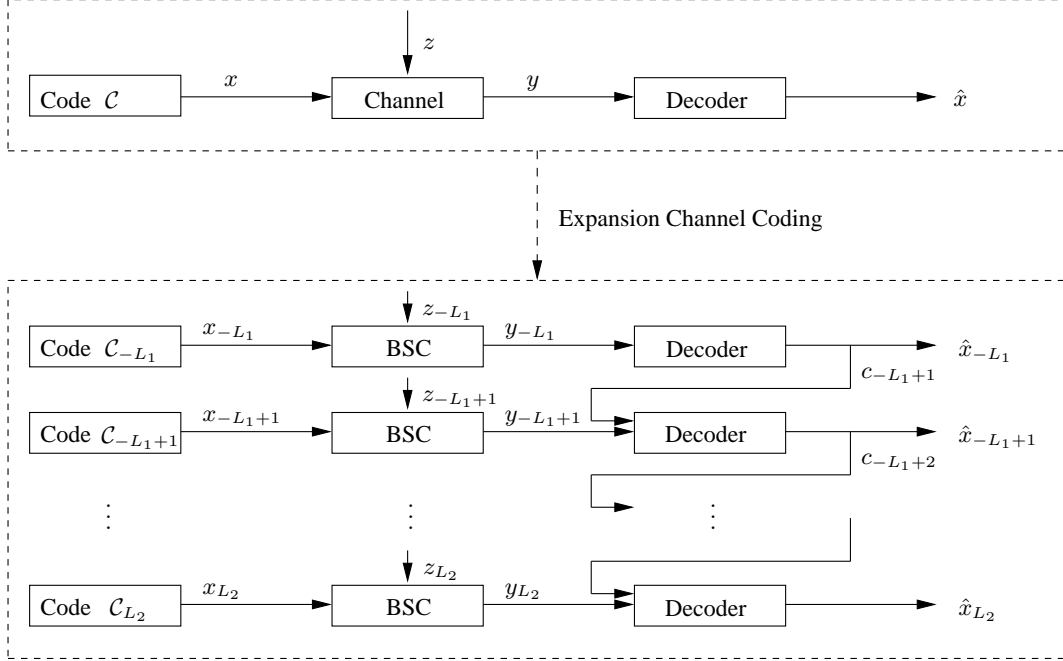 z
Code 𝒞 x Channel y Decoder x̂
Expansion Channel Coding
z_{-L_1}
Code 𝒞_{-L_1} x_{-L_1} BSC y_{-L_1} Decoder x̂_{-L_1}
c_{-L_1+1}
z_{-L_1+1}
Code 𝒞_{-L_1+1} x_{-L_1+1} BSC y_{-L_1+1} Decoder x̂_{-L_1+1}
c_{-L_1+2}
⋮ ⋮ ⋮
z_{L_2}
Code 𝒞_{L_2} x_{L_2} BSC y_{L_2} Decoder x̂_{L_2}